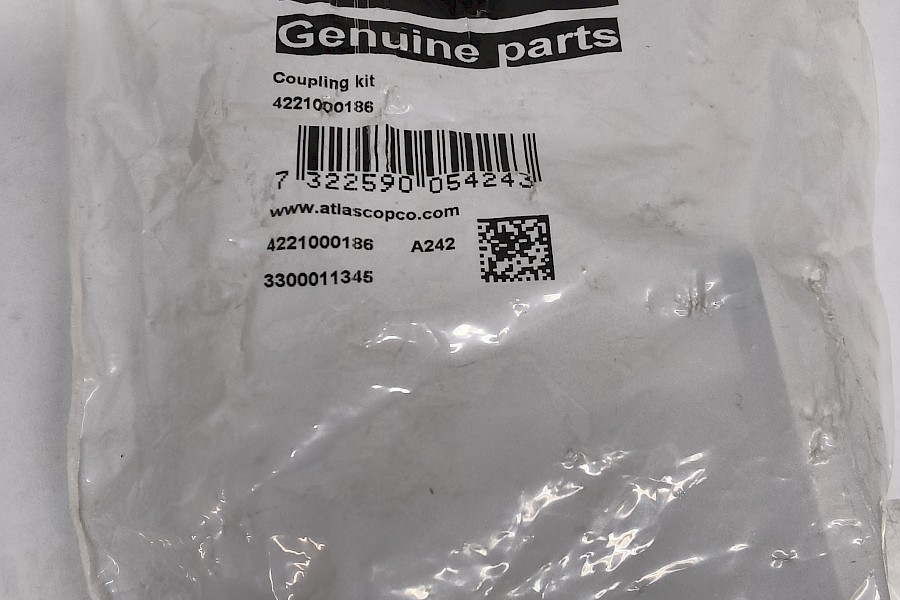 Genuine parts
Coupling kit
4221000186
7 322590 054243
www.atlascopco.com
4221000186 A242
3300011345